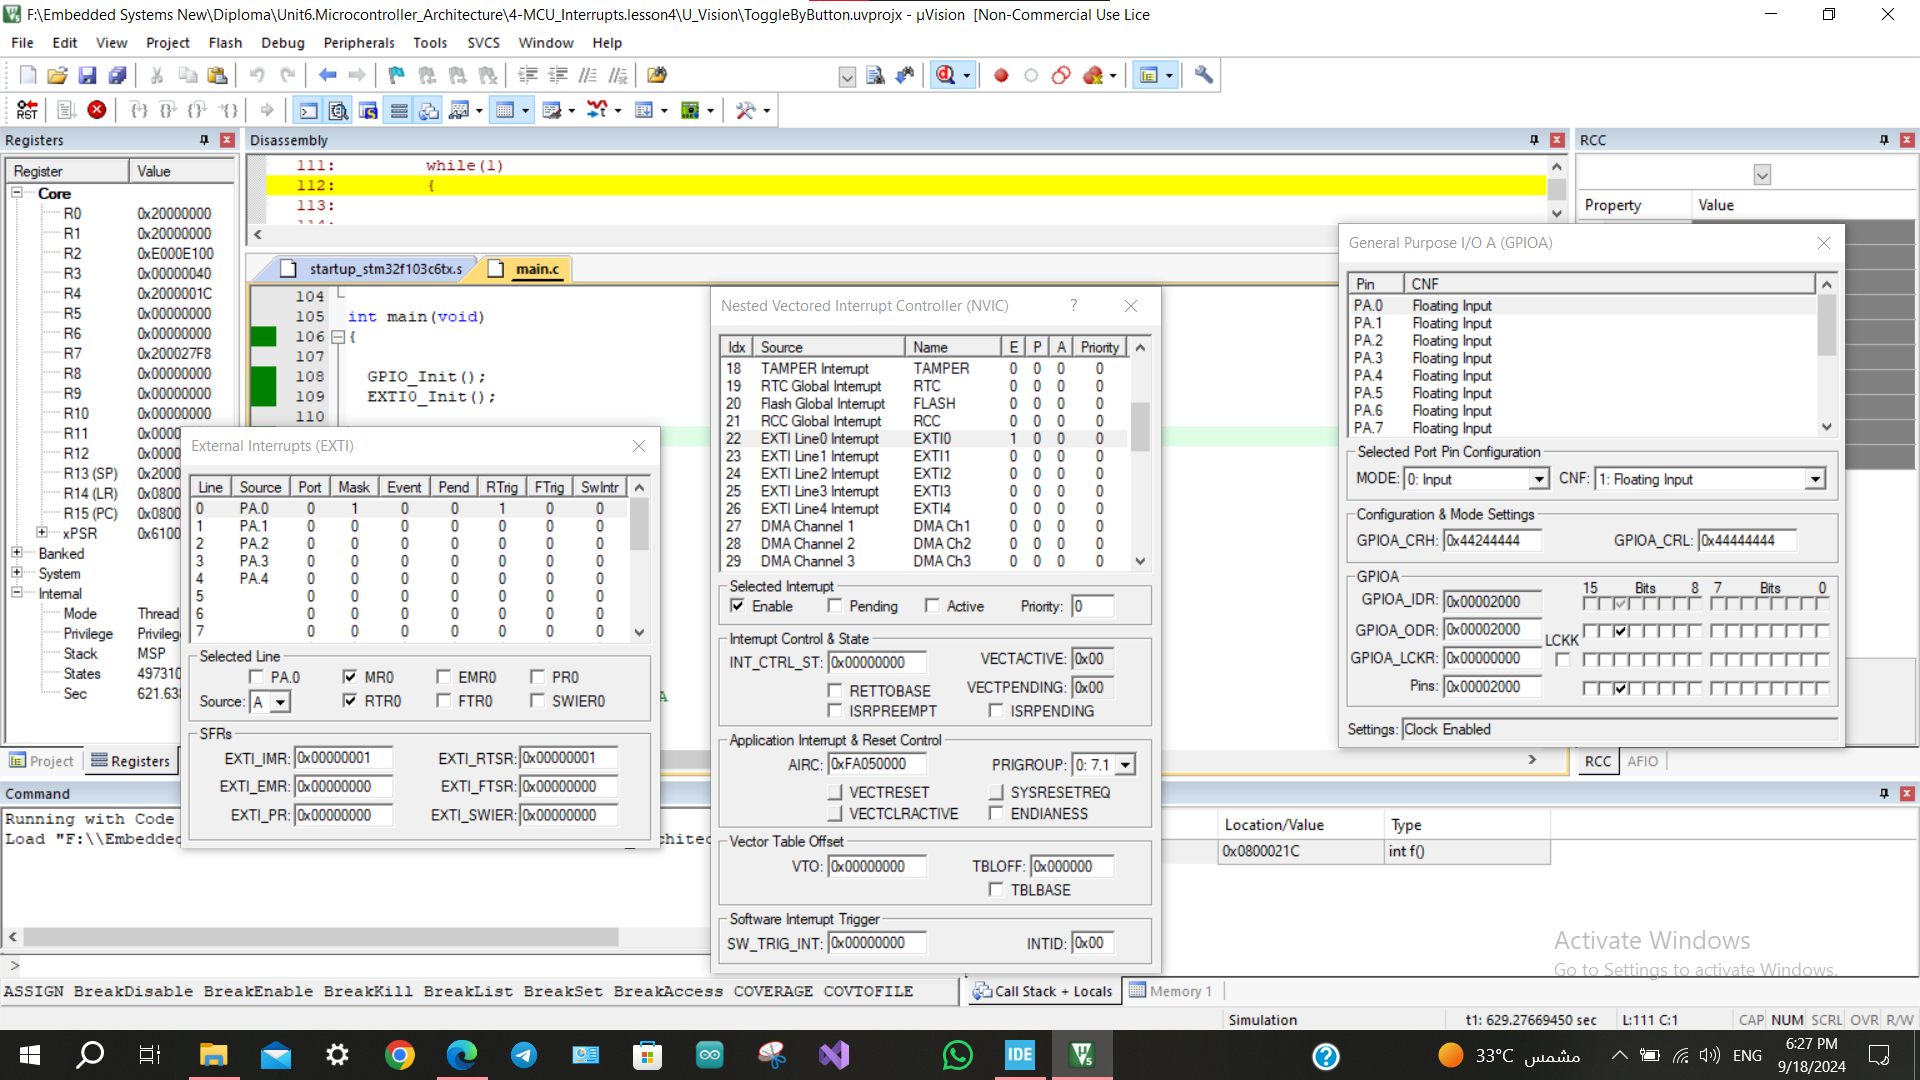 F:\Embedded Systems New\Diploma\Unit6.Microcontroller_Architecture\4-MCU_Interrupts.lesson4\U_Vision\ToggleByButton.uvprojx - µVision  [Non-Commercial Use Lice
File Edit View Project Flash Debug Peripherals Tools SVCS Window Help
RST
Registers
Register Value
Core
R0 0x20000000
R1 0x20000000
R2 0xE000E100
R3 0x00000040
R4 0x2000001C
R5 0x00000000
R6 0x00000000
R7 0x200027F8
R8 0x00000000
R9 0x00000000
R10 0x00000000
R11 0x0000
R12 0x0000
R13 (SP) 0x2000
R14 (LR) 0x0800
R15 (PC) 0x0800
xPSR 0x6100
Banked
System
Internal
Mode Thread
Privilege Privileg
Stack MSP
States 497310
Sec 621.638
Project Registers
Disassembly
111: while(1)
112: {
113:
114:
startup_stm32f103c6tx.s main.c
104
105 int main(void)
106 {
107
108 GPIO_Init();
109 EXTI0_Init();
110
External Interrupts (EXTI)
Line Source Port Mask Event Pend RTrig FTrig SwIntr
0 PA.0 0 1 0 0 1 0 0
1 PA.1 0 0 0 0 0 0 0
2 PA.2 0 0 0 0 0 0 0
3 PA.3 0 0 0 0 0 0 0
4 PA.4 0 0 0 0 0 0 0
5 0 0 0 0 0 0 0
6 0 0 0 0 0 0 0
7 0 0 0 0 0 0 0
Selected Line
PA.0 MR0 EMR0 PR0
Source: A RTR0 FTR0 SWIER0
SFRs
EXTI_IMR: 0x00000001 EXTI_RTSR: 0x00000001
EXTI_EMR: 0x00000000 EXTI_FTSR: 0x00000000
EXTI_PR: 0x00000000 EXTI_SWIER: 0x00000000
A
Nested Vectored Interrupt Controller (NVIC) ?
Idx Source Name E P A Priority
18 TAMPER Interrupt TAMPER 0 0 0 0
19 RTC Global Interrupt RTC 0 0 0 0
20 Flash Global Interrupt FLASH 0 0 0 0
21 RCC Global Interrupt RCC 0 0 0 0
22 EXTI Line0 Interrupt EXTI0 1 0 0 0
23 EXTI Line1 Interrupt EXTI1 0 0 0 0
24 EXTI Line2 Interrupt EXTI2 0 0 0 0
25 EXTI Line3 Interrupt EXTI3 0 0 0 0
26 EXTI Line4 Interrupt EXTI4 0 0 0 0
27 DMA Channel 1 DMA Ch1 0 0 0 0
28 DMA Channel 2 DMA Ch2 0 0 0 0
29 DMA Channel 3 DMA Ch3 0 0 0 0
Selected Interrupt
Enable Pending Active Priority: 0
Interrupt Control & State
INT_CTRL_ST: 0x00000000 VECTACTIVE: 0x00
RETTOBASE VECTPENDING: 0x00
ISRPREEMPT ISRPENDING
Application Interrupt & Reset Control
AIRC: 0xFA050000 PRIGROUP: 0: 7.1
VECTRESET SYSRESETREQ
VECTCLRACTIVE ENDIANESS
Vector Table Offset
VTO: 0x00000000 TBLOFF: 0x000000
TBLBASE
Software Interrupt Trigger
SW_TRIG_INT: 0x00000000 INTID: 0x00
RCC
Property Value
General Purpose I/O A (GPIOA)
Pin CNF
PA.0 Floating Input
PA.1 Floating Input
PA.2 Floating Input
PA.3 Floating Input
PA.4 Floating Input
PA.5 Floating Input
PA.6 Floating Input
PA.7 Floating Input
Selected Port Pin Configuration
MODE: 0: Input CNF: 1: Floating Input
Configuration & Mode Settings
GPIOA_CRH: 0x44244444 GPIOA_CRL: 0x44444444
GPIOA 15 Bits 8 7 Bits 0
GPIOA_IDR: 0x00002000
GPIOA_ODR: 0x00002000
LCKK
GPIOA_LCKR: 0x00000000
Pins: 0x00002000
Settings: Clock Enabled
RCC AFIO
Command
Running with Code
Load "F:\\Embedded
chitec
Location/Value Type
0x0800021C int f()
>
ASSIGN BreakDisable BreakEnable BreakKill BreakList BreakSet BreakAccess COVERAGE COVTOFILE
Call Stack + Locals Memory 1
Activate Windows
Go to Settings to activate Windows.
Simulation t1: 629.27669450 sec L:111 C:1 CAP NUM SCRL OVR R/W
IDE
33°C مشمس
ENG
6:27 PM
9/18/2024